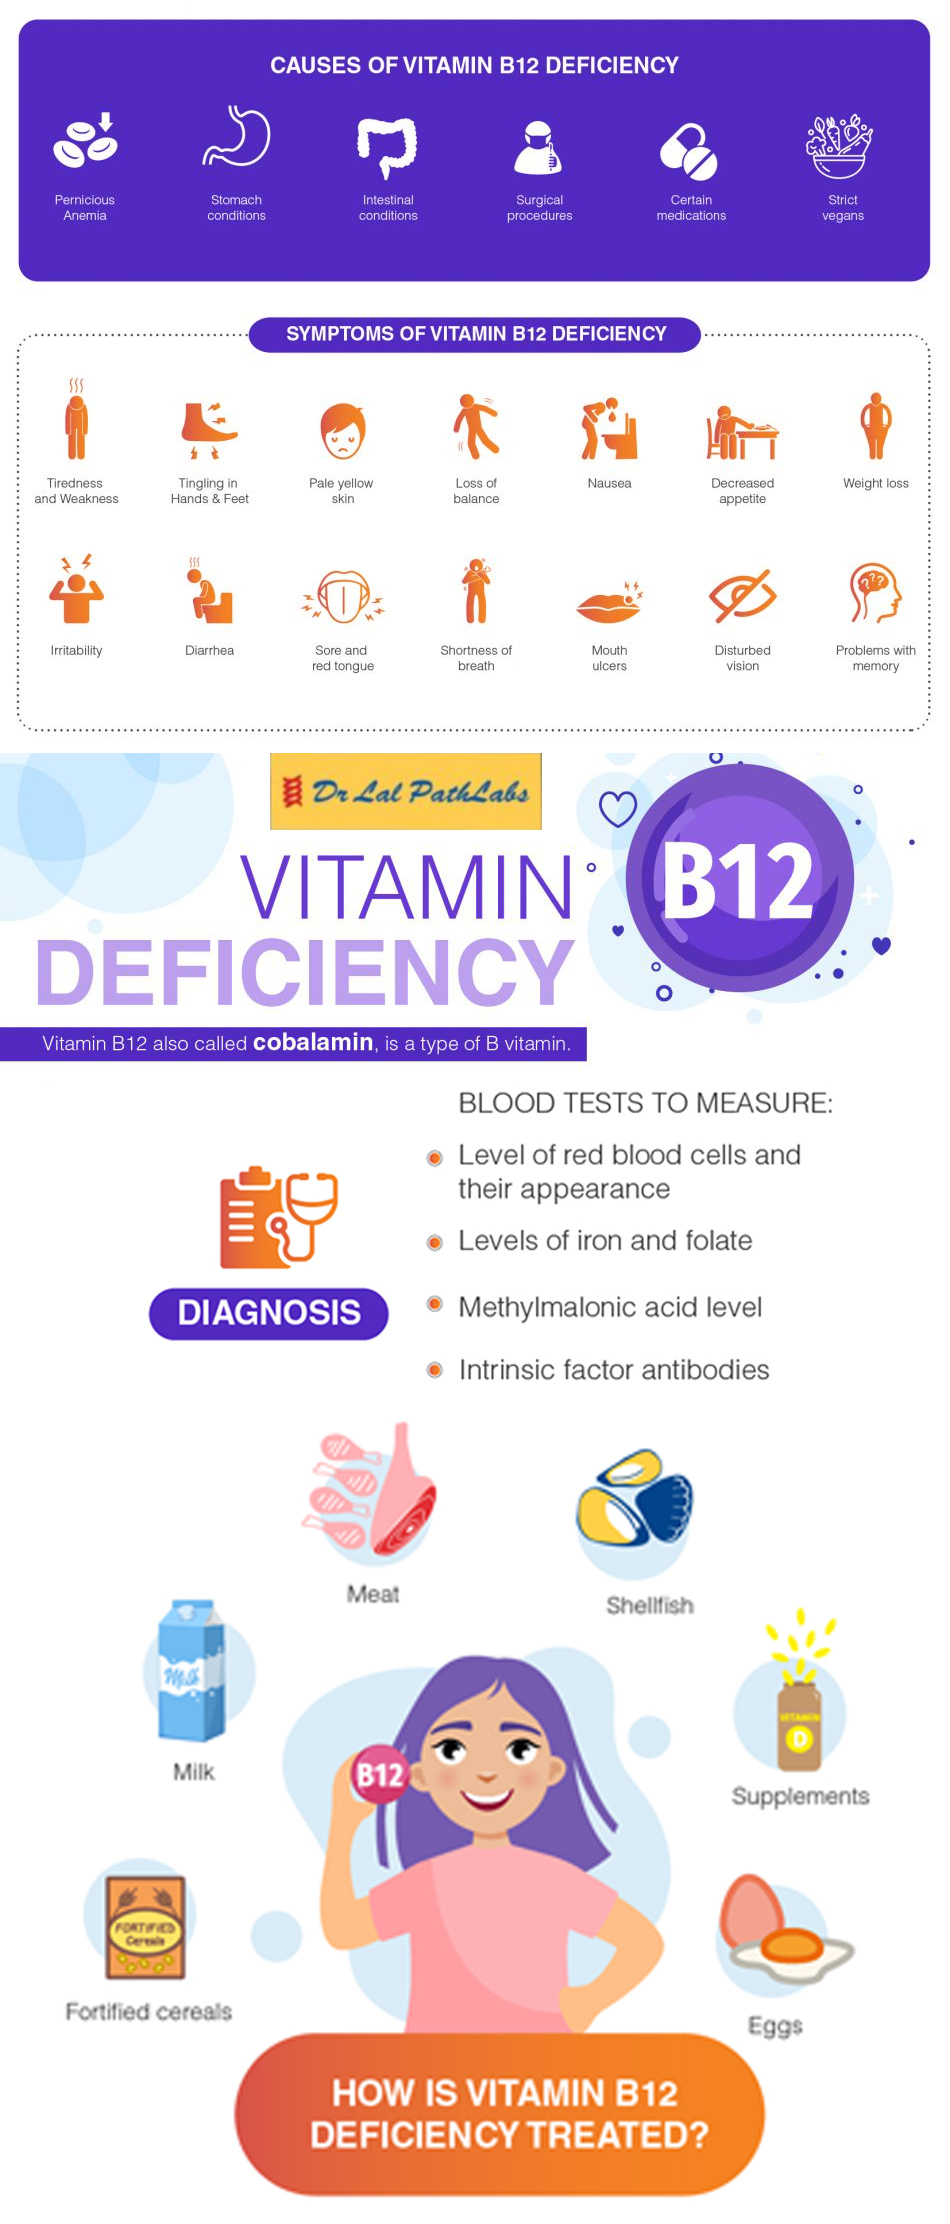 CAUSES OF VITAMIN B12 DEFICIENCY
Pernicious
Anemia
Stomach
conditions
Intestinal
conditions
Surgical
procedures
Certain
medications
Strict
vegans
SYMPTOMS OF VITAMIN B12 DEFICIENCY
Tiredness
and Weakness
Tingling in
Hands & Feet
Pale yellow
skin
Loss of
balance
Nausea
Decreased
appetite
Weight loss
Irritability
Diarrhea
Sore and
red tongue
Shortness of
breath
Mouth
ulcers
Disturbed
vision
???
Problems with
memory
Dr Lal PathLabs
VITAMIN
B12
DEFICIENCY
Vitamin B12 also called cobalamin, is a type of B vitamin.
BLOOD TESTS TO MEASURE:
Level of red blood cells and
their appearance
Levels of iron and folate
Methylmalonic acid level
Intrinsic factor antibodies
DIAGNOSIS
Meat
Shellfish
Milk
Milk
VITAMIN
D
Supplements
B12
FORTIFIED
Cereals
Fortified cereals
Eggs
HOW IS VITAMIN B12
DEFICIENCY TREATED?